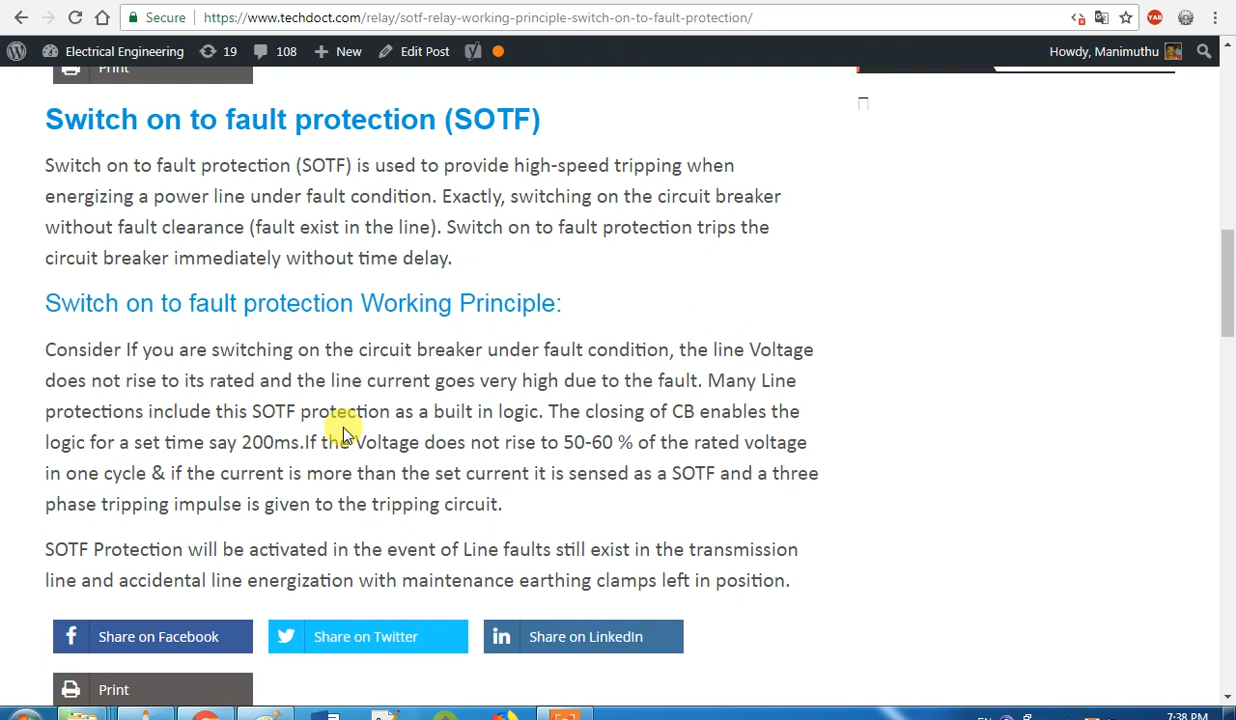 Secure https://www.techdoct.com/relay/sotf-relay-working-principle-switch-on-to-fault-protection/
Electrical Engineering 19 108 New Edit Post Howdy, Manimuthu
Print
Switch on to fault protection (SOTF)
Switch on to fault protection (SOTF) is used to provide high-speed tripping when
energizing a power line under fault condition. Exactly, switching on the circuit breaker
without fault clearance (fault exist in the line). Switch on to fault protection trips the
circuit breaker immediately without time delay.
Switch on to fault protection Working Principle:
Consider If you are switching on the circuit breaker under fault condition, the line Voltage
does not rise to its rated and the line current goes very high due to the fault. Many Line
protections include this SOTF protection as a built in logic. The closing of CB enables the
logic for a set time say 200ms.If the Voltage does not rise to 50-60 % of the rated voltage
in one cycle & if the current is more than the set current it is sensed as a SOTF and a three
phase tripping impulse is given to the tripping circuit.
SOTF Protection will be activated in the event of Line faults still exist in the transmission
line and accidental line energization with maintenance earthing clamps left in position.
Share on Facebook Share on Twitter Share on LinkedIn
Print
7:38 PM